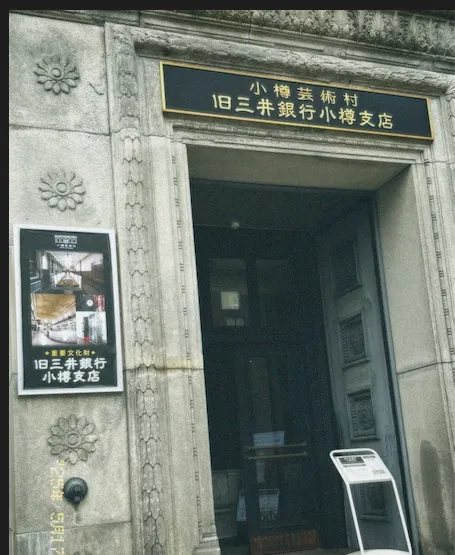 小樽芸術村
旧三井銀行小樽支店
重要文化財
旧三井銀行
小樽支店